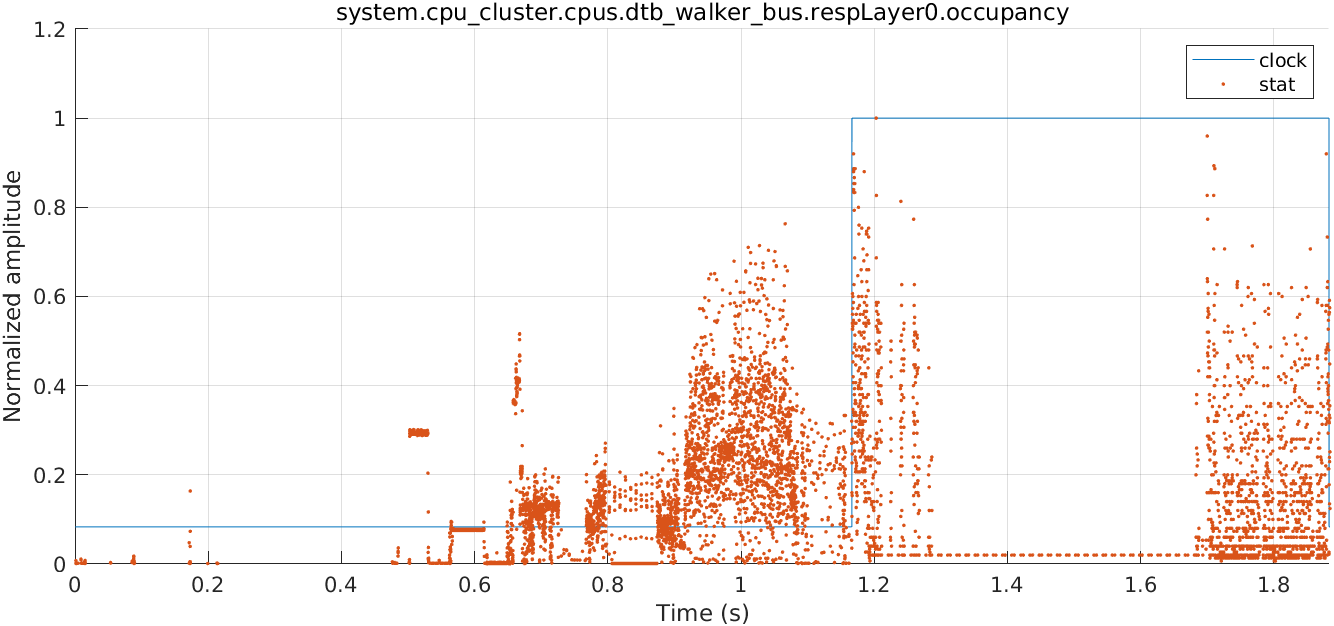 system.cpu_cluster.cpus.dtb_walker_bus.respLayer0.occupancy
clock
stat
Normalized amplitude
1.2
1
0.8
0.6
0.4
0.2
0
0 0.2 0.4 0.6 0.8 1 1.2 1.4 1.6 1.8
Time (s)